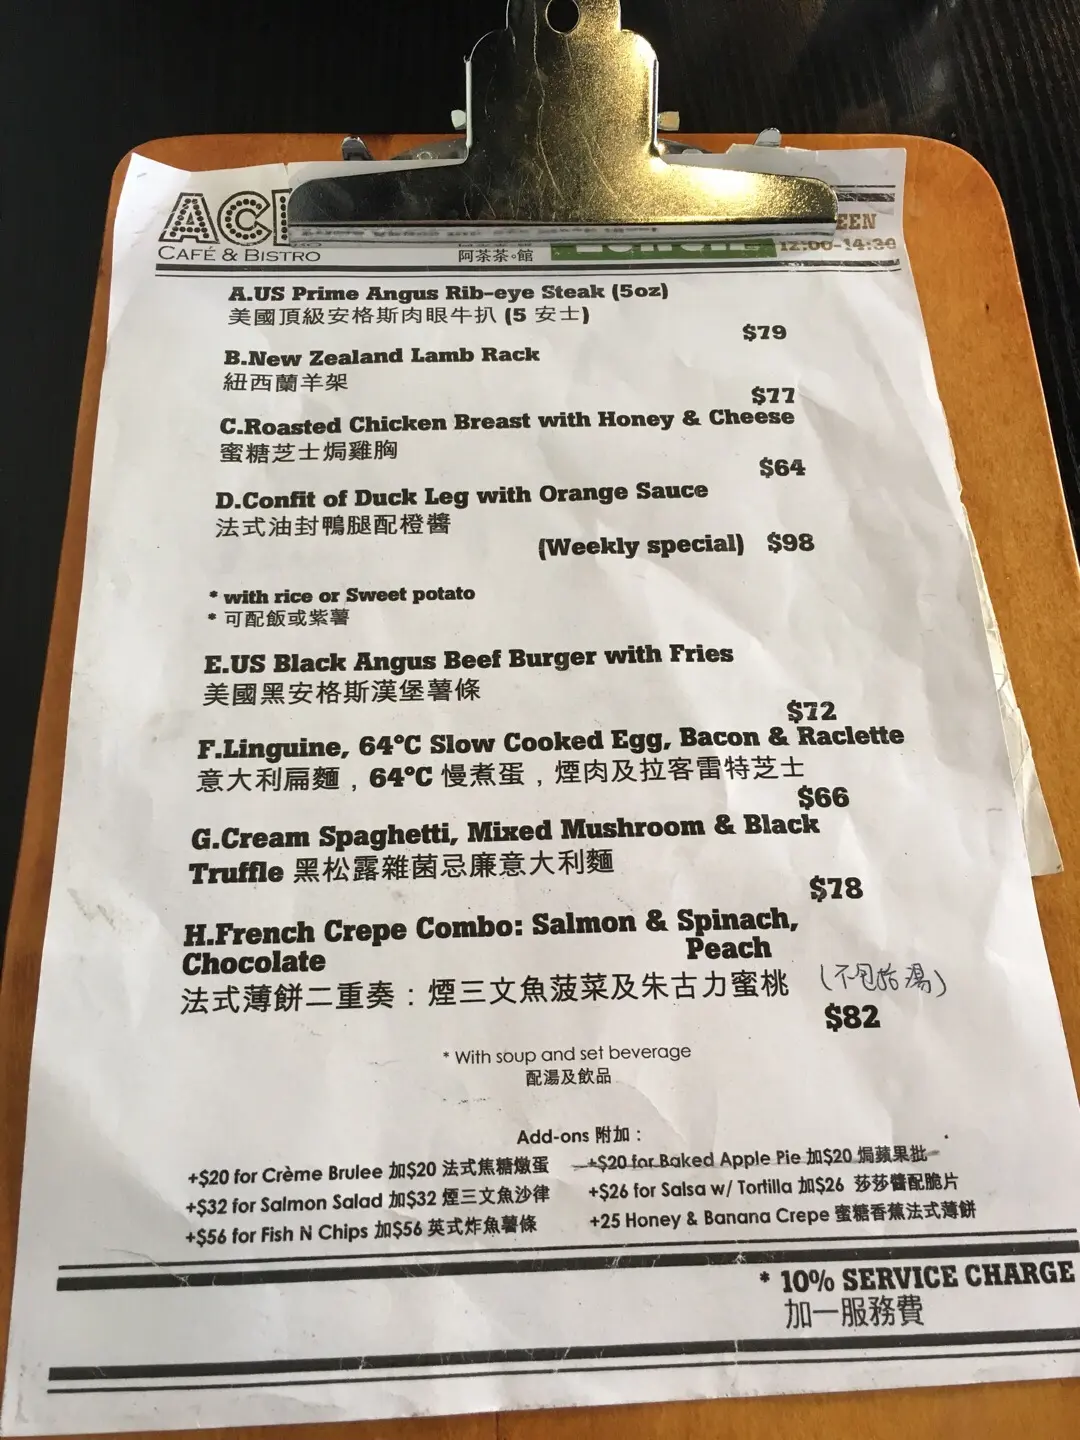 CAFÉ & BISTRO
阿茶茶。館
12:00-14:30
A.US Prime Angus Rib-eye Steak (5oz)
美國頂級安格斯肉眼牛扒 (5 安士)
$79
B.New Zealand Lamb Rack
紐西蘭羊架
$77
C.Roasted Chicken Breast with Honey & Cheese
蜜糖芝士焗雞胸
$64
D.Confit of Duck Leg with Orange Sauce
法式油封鴨腿配橙醬
(Weekly special) $98
* with rice or Sweet potato
* 可配飯或紫薯
E.US Black Angus Beef Burger with Fries
美國黑安格斯漢堡薯條
$72
F.Linguine, 64°C Slow Cooked Egg, Bacon & Raclette
意大利扁麵，64°C 慢煮蛋，煙肉及拉客雷特芝士
$66
G.Cream Spaghetti, Mixed Mushroom & Black
Truffle 黑松露雜菌忌廉意大利麵
$78
H.French Crepe Combo: Salmon & Spinach,
Chocolate Peach
法式薄餅二重奏：煙三文魚菠菜及朱古力蜜桃 (不包括湯)
$82
* With soup and set beverage
配湯及飲品
Add-ons 附加：
+$20 for Crème Brulee 加$20 法式焦糖燉蛋
+$20 for Baked Apple Pie 加$20 焗蘋果批
+$32 for Salmon Salad 加$32 煙三文魚沙律
+$26 for Salsa w/ Tortilla 加$26 莎莎醬配脆片
+$56 for Fish N Chips 加$56 英式炸魚薯條
+25 Honey & Banana Crepe 蜜糖香蕉法式薄餅
* 10% SERVICE CHARGE
加一服務費